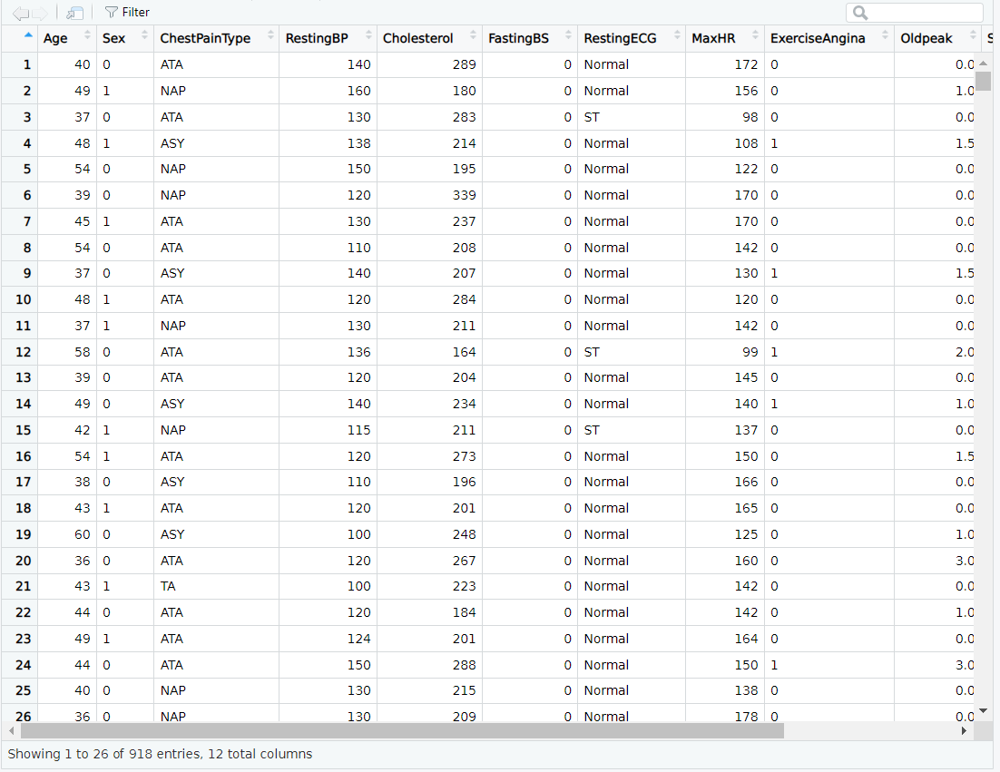 Filter
Age Sex ChestPainType RestingBP Cholesterol FastingBS RestingECG MaxHR ExerciseAngina Oldpeak S
1 40 0 ATA 140 289 0 Normal 172 0 0.0
2 49 1 NAP 160 180 0 Normal 156 0 1.0
3 37 0 ATA 130 283 0 ST 98 0 0.0
4 48 1 ASY 138 214 0 Normal 108 1 1.5
5 54 0 NAP 150 195 0 Normal 122 0 0.0
6 39 0 NAP 120 339 0 Normal 170 0 0.0
7 45 1 ATA 130 237 0 Normal 170 0 0.0
8 54 0 ATA 110 208 0 Normal 142 0 0.0
9 37 0 ASY 140 207 0 Normal 130 1 1.5
10 48 1 ATA 120 284 0 Normal 120 0 0.0
11 37 1 NAP 130 211 0 Normal 142 0 0.0
12 58 0 ATA 136 164 0 ST 99 1 2.0
13 39 0 ATA 120 204 0 Normal 145 0 0.0
14 49 0 ASY 140 234 0 Normal 140 1 1.0
15 42 1 NAP 115 211 0 ST 137 0 0.0
16 54 1 ATA 120 273 0 Normal 150 0 1.5
17 38 0 ASY 110 196 0 Normal 166 0 0.0
18 43 1 ATA 120 201 0 Normal 165 0 0.0
19 60 0 ASY 100 248 0 Normal 125 0 1.0
20 36 0 ATA 120 267 0 Normal 160 0 3.0
21 43 1 TA 100 223 0 Normal 142 0 0.0
22 44 0 ATA 120 184 0 Normal 142 0 1.0
23 49 1 ATA 124 201 0 Normal 164 0 0.0
24 44 0 ATA 150 288 0 Normal 150 1 3.0
25 40 0 NAP 130 215 0 Normal 138 0 0.0
26 36 0 NAP 130 209 0 Normal 178 0 0.0
Showing 1 to 26 of 918 entries, 12 total columns